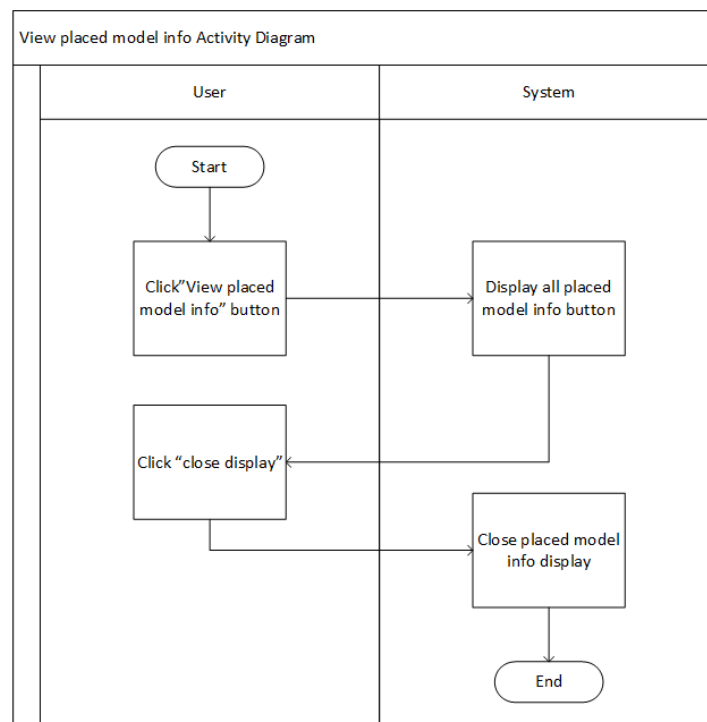 View placed model info Activity Diagram
User
System
Start
Click”View placed
model info” button
Display all placed
model info button
Click “close display”
Close placed model
info display
End